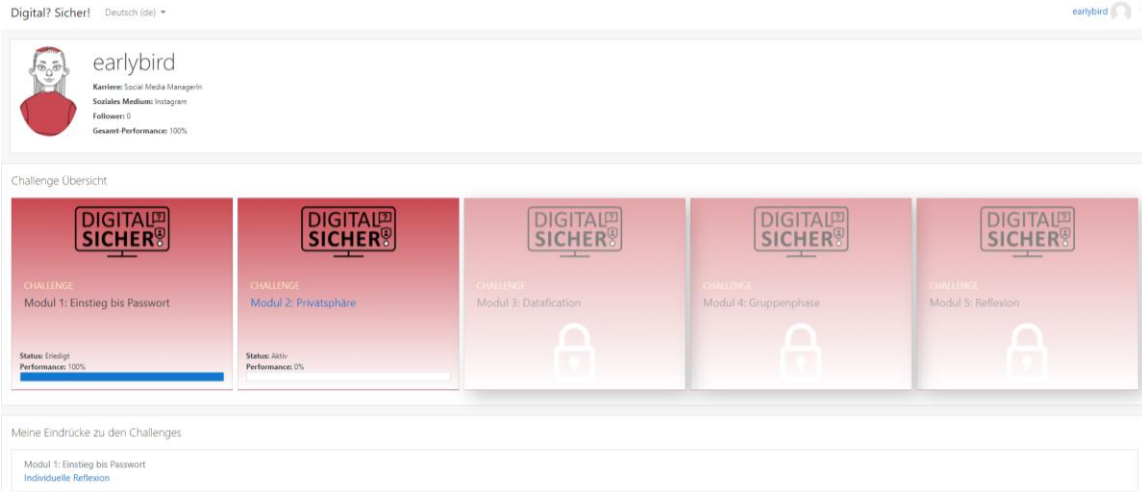 Digital? Sicher! Deutsch (de)
earlybird
earlybird
Karriere: Social Media ManagerIn
Soziales Medium: Instagram
Follower: 0
Gesamt-Performance: 100%
Challenge Übersicht
DIGITAL?
SICHER!
CHALLENGE
Modul 1: Einstieg bis Passwort
Status: Erledigt
Performance: 100%
DIGITAL?
SICHER!
CHALLENGE
Modul 2: Privatsphäre
Status: Aktiv
Performance: 0%
DIGITAL?
SICHER!
CHALLENGE
Modul 3: Datafication
DIGITAL?
SICHER!
CHALLENGE
Modul 4: Gruppenphase
DIGITAL?
SICHER!
CHALLENGE
Modul 5: Reflexion
Meine Eindrücke zu den Challenges
Modul 1: Einstieg bis Passwort
Individuelle Reflexion